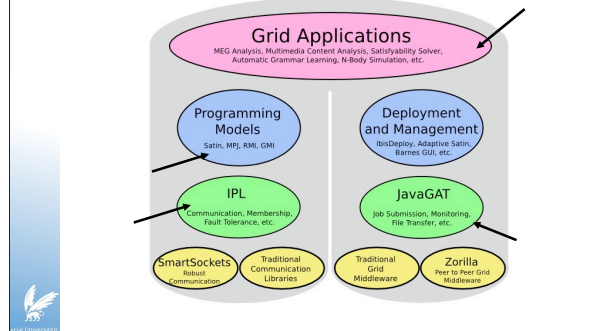 Grid Applications
MEG Analysis, Multimedia Content Analysis, Satisfyability Solver,
Automatic Grammar Learning, N-Body Simulation, etc.
Programming
Models
Satin, MPJ, RMI, GMI
Deployment
and Management
IbisDeploy, Adaptive Satin,
Barnes GUI, etc.
IPL
Communication, Membership,
Fault Tolerance, etc.
JavaGAT
Job Submission, Monitoring,
File Transfer, etc.
SmartSockets
Robust
Communication
Traditional
Communication
Libraries
Traditional
Grid
Middleware
Zorilla
Peer to Peer Grid
Middleware